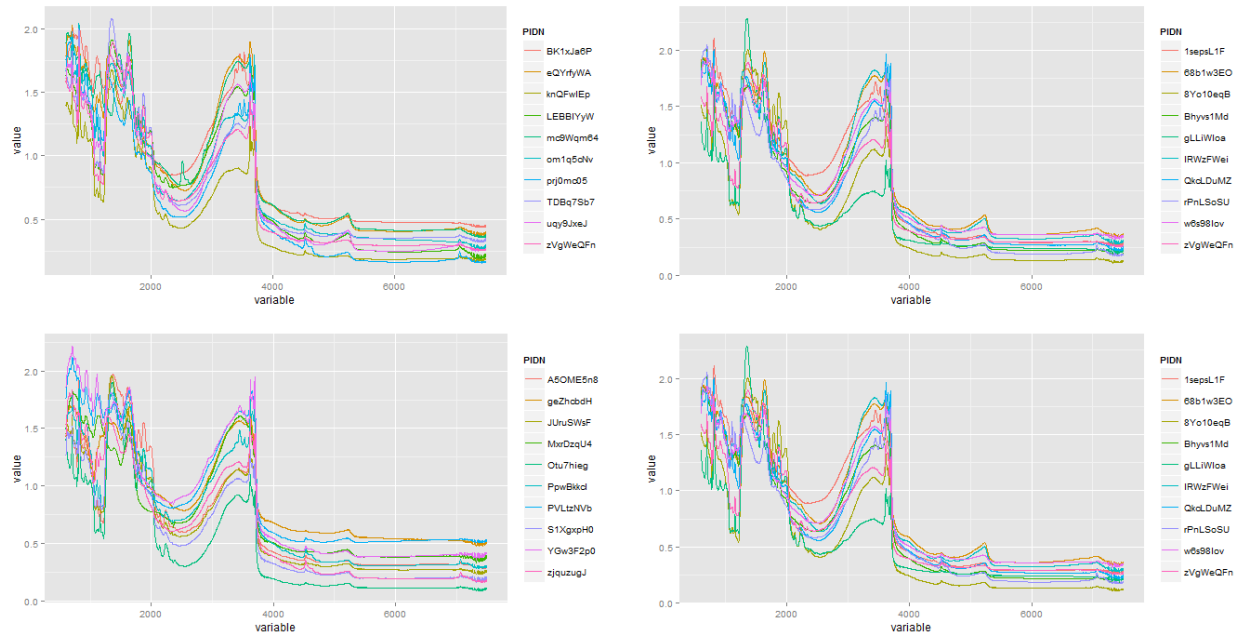 PIDN
BK1xJa6P
eQYrfyWA
knQFwIEp
LEBBIYyW
mc9Wqm64
om1q5cNv
prj0mc05
TDBq7Sb7
uqy9JxeJ
zVgWeQFn
value
2.0
1.5
1.0
0.5
2000
4000
6000
variable
PIDN
1sepsL1F
68b1w3EO
8Yo10eqB
Bhyvs1Md
gLLiWIoa
IRWzFWei
QkcLDuMZ
rPnLSoSU
w6s98Iov
zVgWeQFn
value
2.0
1.5
1.0
0.5
0.0
2000
4000
6000
variable
PIDN
A5OME5n8
geZhcbdH
JUruSWsF
MxrDzqU4
Otu7hieg
PpwBkkcl
PVLtzNVb
S1XgxpH0
YGw3F2p0
zjquzugJ
value
2.0
1.5
1.0
0.5
0.0
2000
4000
6000
variable
PIDN
1sepsL1F
68b1w3EO
8Yo10eqB
Bhyvs1Md
gLLiWIoa
IRWzFWei
QkcLDuMZ
rPnLSoSU
w6s98Iov
zVgWeQFn
value
2.0
1.5
1.0
0.5
0.0
2000
4000
6000
variable